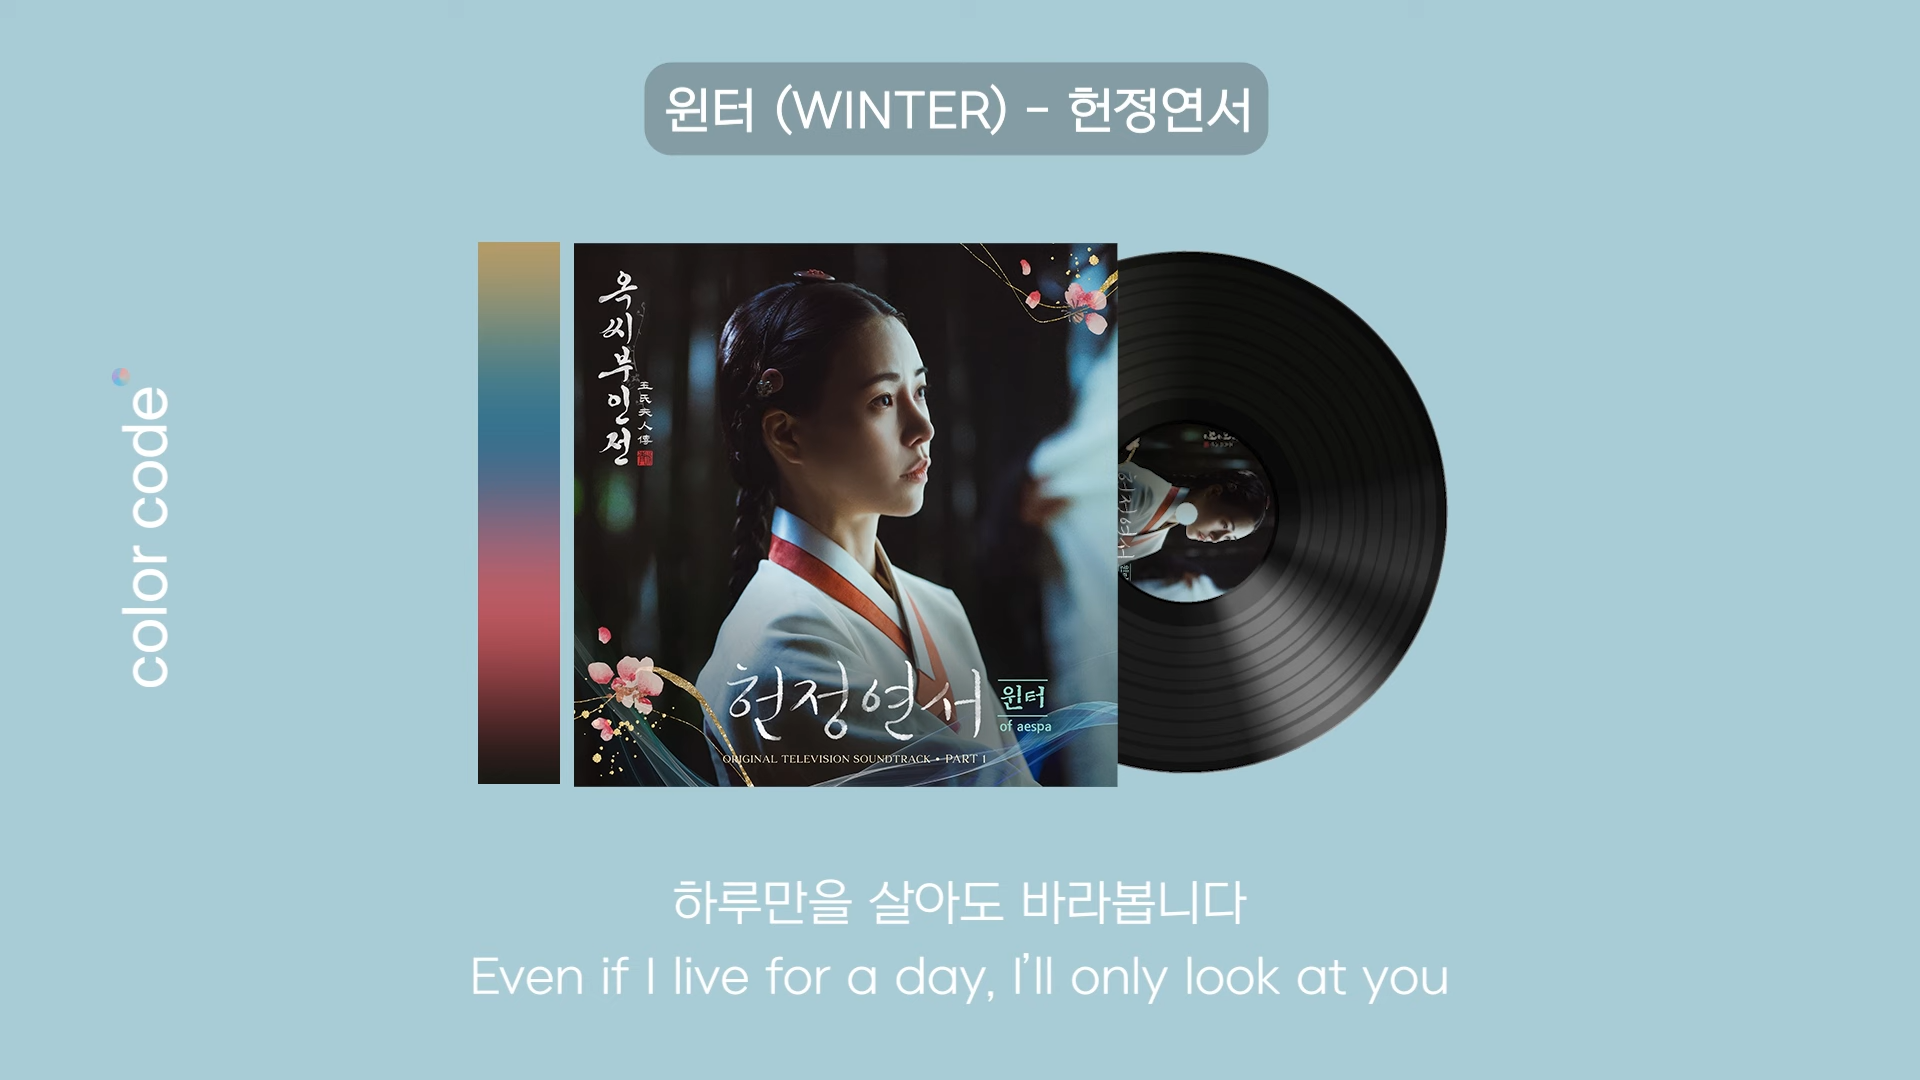 윈터 (WINTER) - 헌정연서
color code
옥씨부인전
玉氏夫人傳
헌정연서
윈터
of aespa
ORIGINAL TELEVISION SOUNDTRACK • PART 1
하루만을 살아도 바라봅니다
Even if I live for a day, I'll only look at you